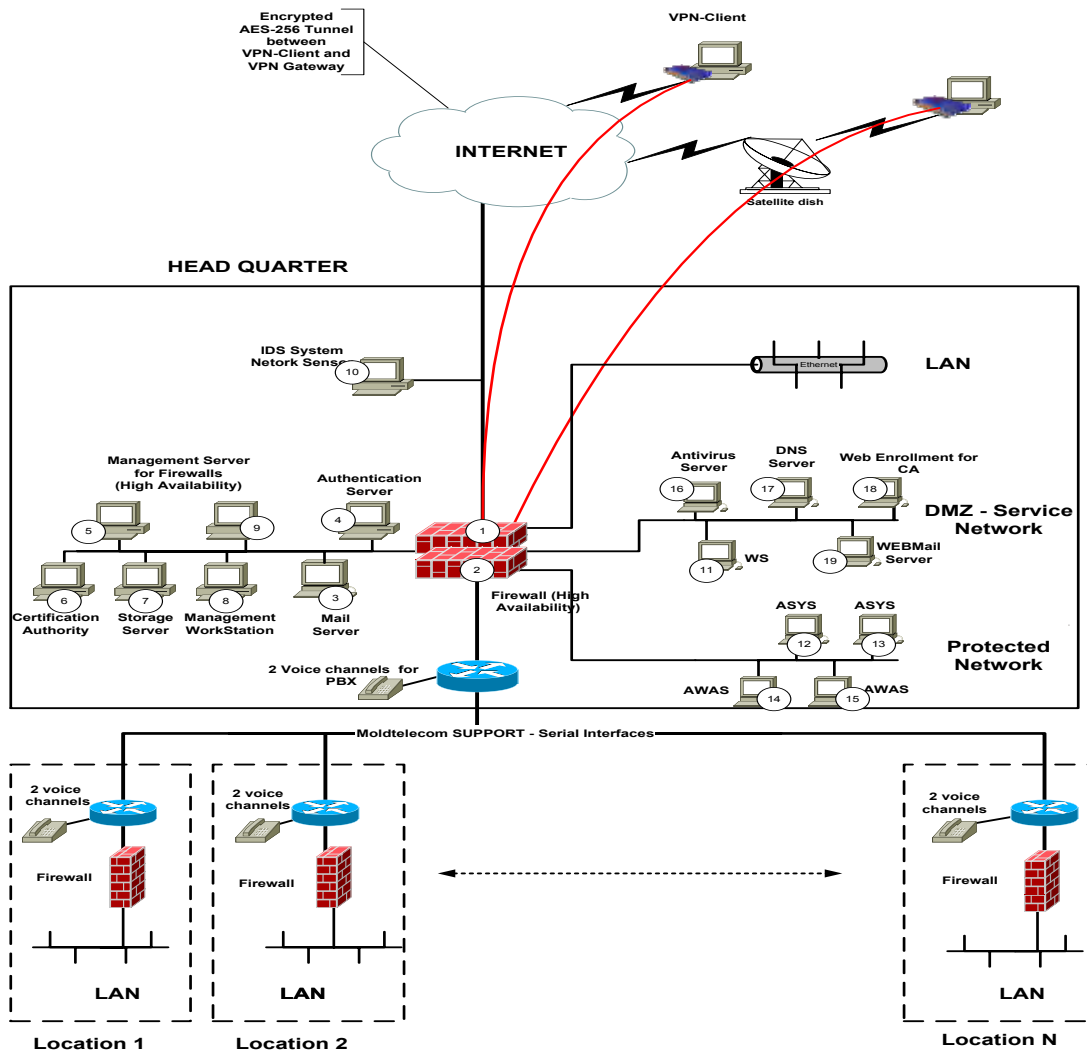 Encrypted
AES-256 Tunnel
between
VPN-Client and
VPN Gateway
VPN-Client
INTERNET
Satellite dish
HEAD QUARTER
IDS System
Netork Sense
10
Ethernet
LAN
Management Server
for Firewalls
(High Availability)
Authentication
Server
5
9
4
6
7
8
3
Certification
Authority
Storage
Server
Management
WorkStation
Mail
Server
1
2
Firewall (High
Availability)
Antivirus
Server
DNS
Server
Web Enrollment for
CA
16
17
18
DMZ - Service
Network
11
WS
19
WEBMail
Server
ASYS
ASYS
12
13
Protected
Network
AWAS
14
15
AWAS
2 Voice channels for
PBX
Moldtelecom SUPPORT - Serial Interfaces
2 voice
channels
Firewall
LAN
Location 1
2 voice
channels
Firewall
LAN
Location 2
2 voice
channels
Firewall
LAN
Location N